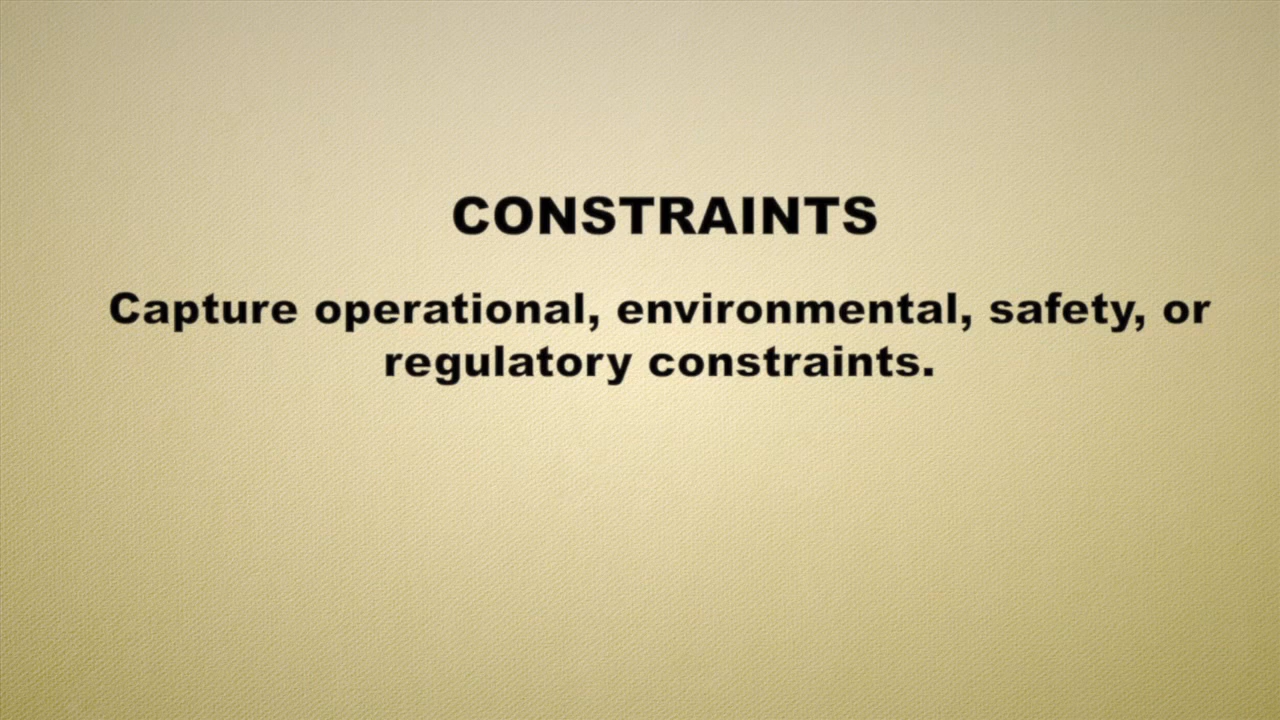 CONSTRAINTS
Capture operational, environmental, safety, or
regulatory constraints.